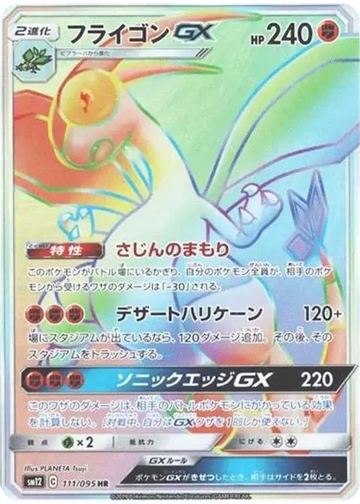 2進化 フライゴンGX HP 240
ビブラーバから進化
特性 さじんのまもり
このポケモンがバトル場にいるかぎり、自分のポケモン全員が、相手のポケモンから受けるワザのダメージは「-30」される。
デザートハリケーン 120+
場にスタジアムが出ているなら、120ダメージ追加。その後、そのスタジアムをトラッシュする。
ソニックエッジGX 220
このワザのダメージは、相手のバトルポケモンにかかっている効果を計算しない。[対戦中、自分はGXワザを1回しか使えない。]
弱点 ×2 抵抗力 にげる
Illus. PLANETA Tsuji
GXルール
ポケモンGXがきぜつしたとき、相手はサイドを2枚とる。
sm12 C 111/095 HR